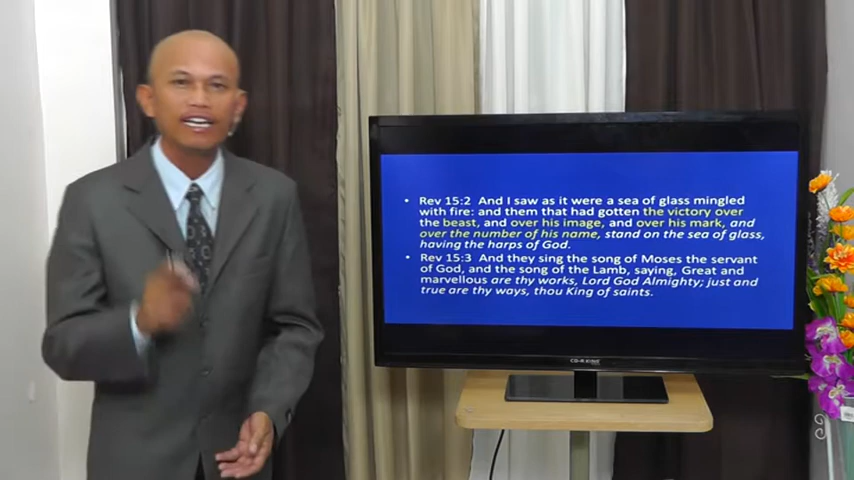 • Rev 15:2 And I saw as it were a sea of glass mingled
with fire: and them that had gotten the victory over
the beast, and over his image, and over his mark, and
over the number of his name, stand on the sea of glass,
having the harps of God.
• Rev 15:3 And they sing the song of Moses the servant
of God, and the song of the Lamb, saying, Great and
marvellous are thy works, Lord God Almighty; just and
true are thy ways, thou King of saints.
CD-R KING